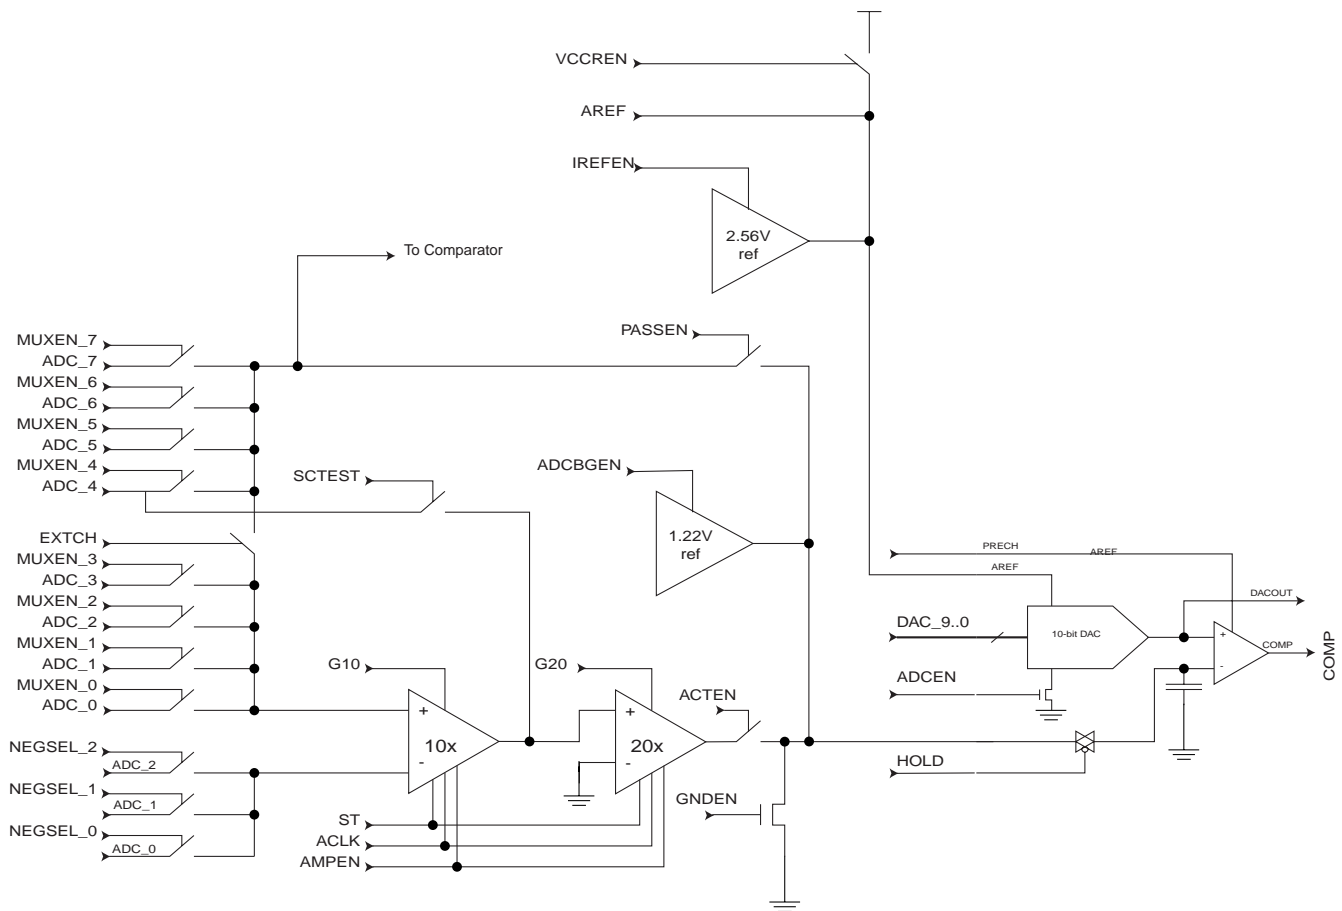 VCCREN
AREF
IREFEN
2.56V
ref
To Comparator
PASSEN
MUXEN_7
ADC_7
MUXEN_6
ADC_6
MUXEN_5
ADC_5
MUXEN_4
ADC_4
SCTEST
ADCBGEN
1.22V
ref
EXTCH
MUXEN_3
ADC_3
MUXEN_2
ADC_2
MUXEN_1
ADC_1
MUXEN_0
ADC_0
PRECH
AREF
AREF
DACOUT
DAC_9..0
10-bit DAC
+
-
COMP
COMP
ADCEN
G10
G20
ACTEN
+
10x
-
+
20x
-
HOLD
NEGSEL_2
ADC_2
NEGSEL_1
ADC_1
NEGSEL_0
ADC_0
GNDEN
ST
ACLK
AMPEN